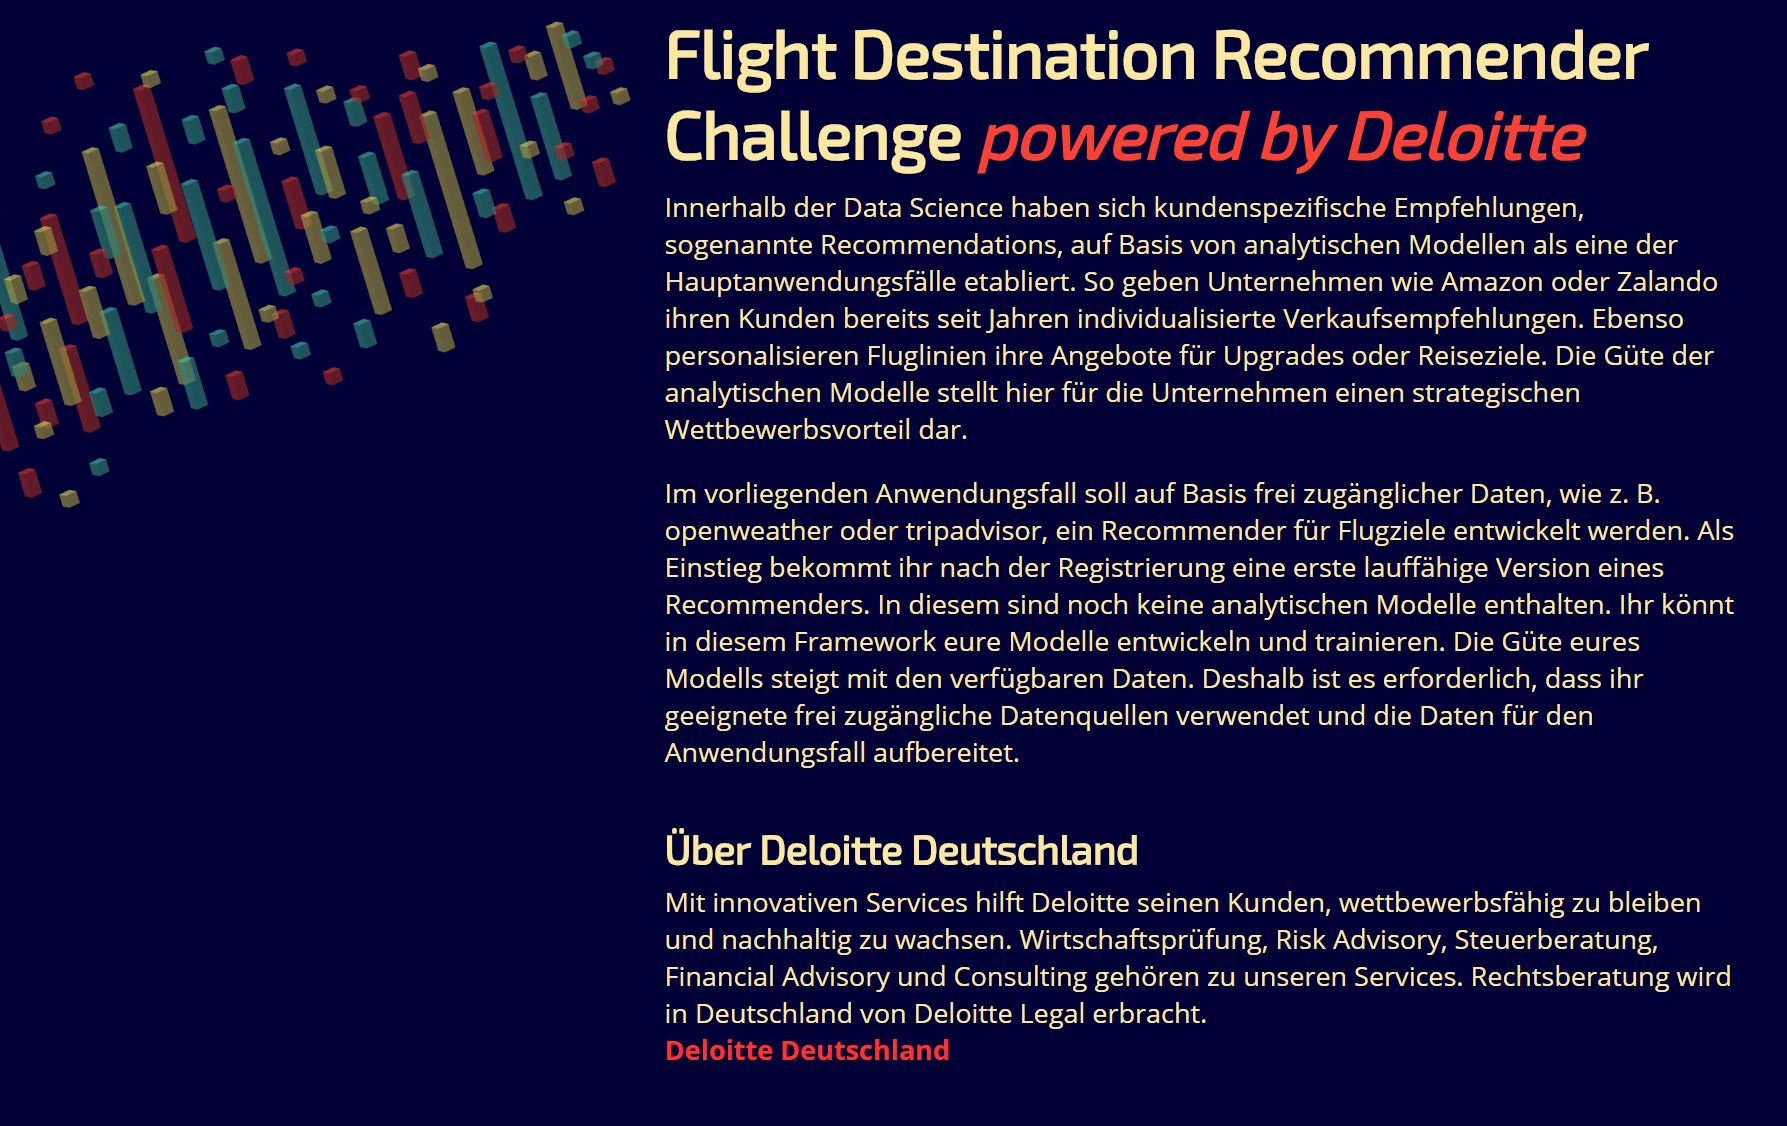 Flight Destination Recommender
Challenge powered by Deloitte
Innerhalb der Data Science haben sich kundenspezifische Empfehlungen,
sogenannte Recommendations, auf Basis von analytischen Modellen als eine der
Hauptanwendungsfälle etabliert. So geben Unternehmen wie Amazon oder Zalando
ihren Kunden bereits seit Jahren individualisierte Verkaufsempfehlungen. Ebenso
personalisieren Fluglinien ihre Angebote für Upgrades oder Reiseziele. Die Güte der
analytischen Modelle stellt hier für die Unternehmen einen strategischen
Wettbewerbsvorteil dar.
Im vorliegenden Anwendungsfall soll auf Basis frei zugänglicher Daten, wie z. B.
openweather oder tripadvisor, ein Recommender für Flugziele entwickelt werden. Als
Einstieg bekommt ihr nach der Registrierung eine erste lauffähige Version eines
Recommenders. In diesem sind noch keine analytischen Modelle enthalten. Ihr könnt
in diesem Framework eure Modelle entwickeln und trainieren. Die Güte eures
Modells steigt mit den verfügbaren Daten. Deshalb ist es erforderlich, dass ihr
geeignete frei zugängliche Datenquellen verwendet und die Daten für den
Anwendungsfall aufbereitet.
Über Deloitte Deutschland
Mit innovativen Services hilft Deloitte seinen Kunden, wettbewerbsfähig zu bleiben
und nachhaltig zu wachsen. Wirtschaftsprüfung, Risk Advisory, Steuerberatung,
Financial Advisory und Consulting gehören zu unseren Services. Rechtsberatung wird
in Deutschland von Deloitte Legal erbracht.
Deloitte Deutschland